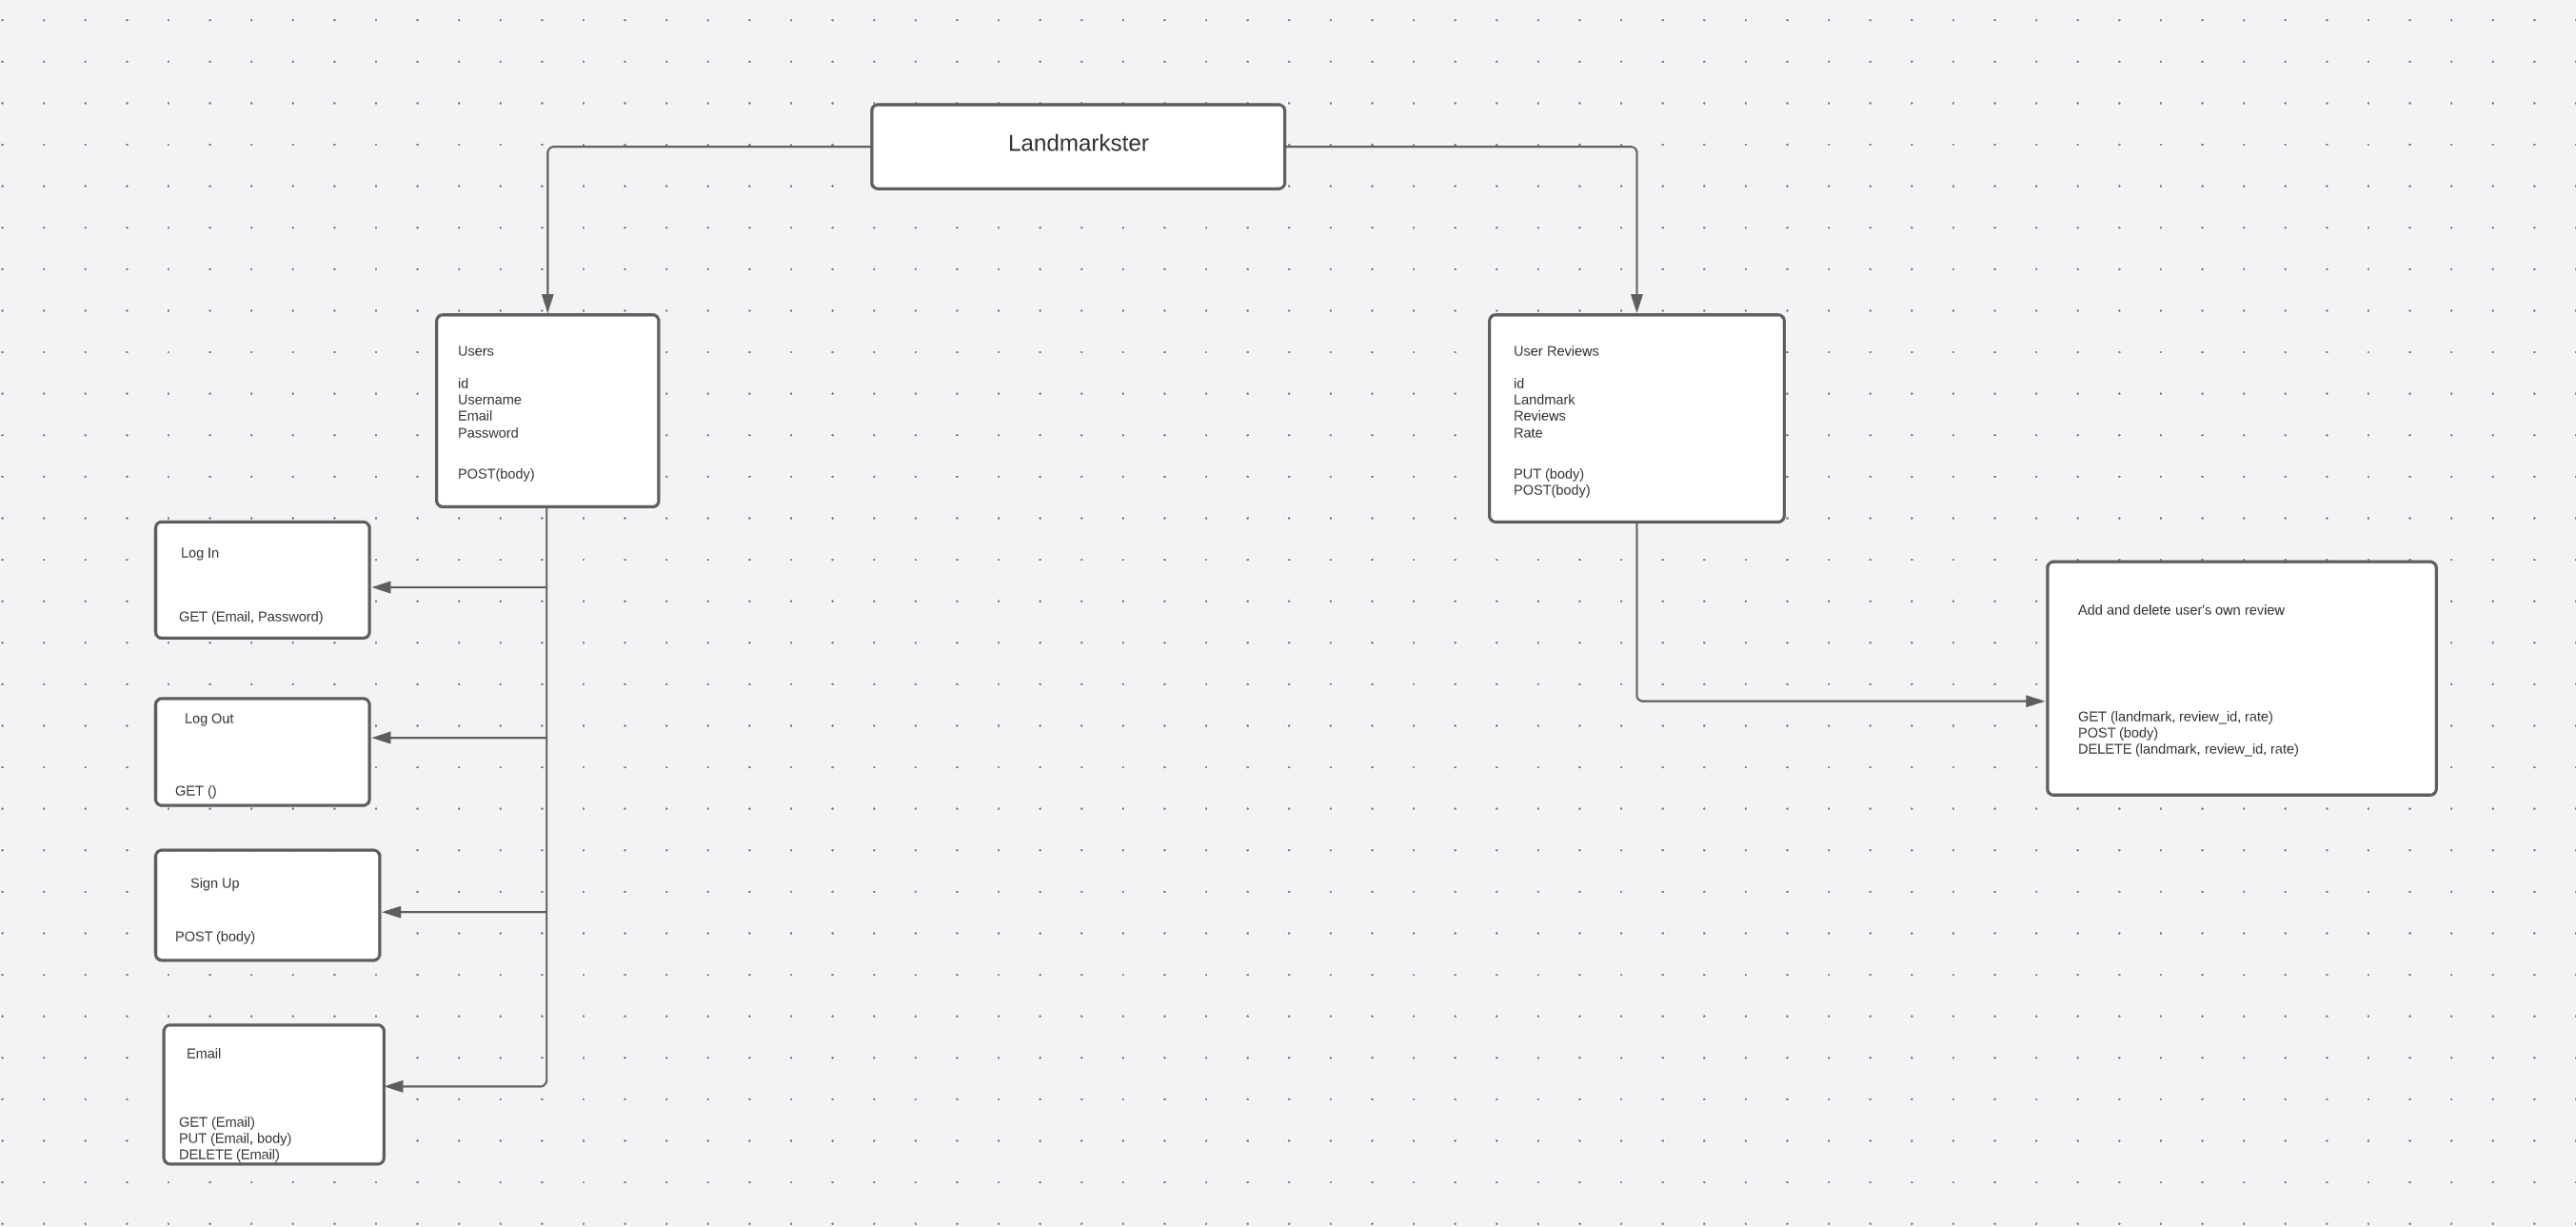 Landmarkster
Users
id
Username
Email
Password
POST(body)
User Reviews
id
Landmark
Reviews
Rate
PUT (body)
POST(body)
Log In
GET (Email, Password)
Log Out
GET ()
Sign Up
POST (body)
Email
GET (Email)
PUT (Email, body)
DELETE (Email)
Add and delete user's own review
GET (landmark, review_id, rate)
POST (body)
DELETE (landmark, review_id, rate)